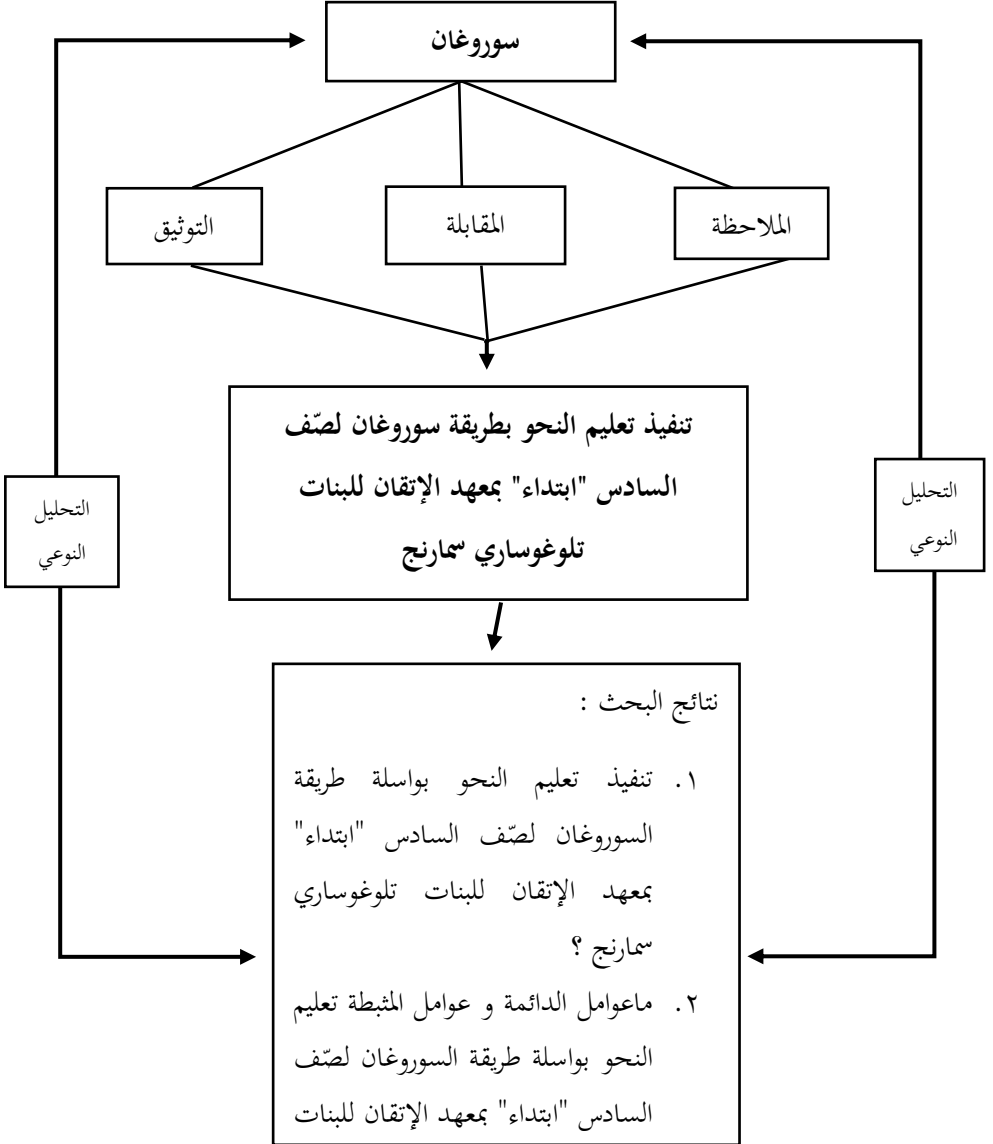 سوروغان
الملاحظة
المقابلة
التوثيق
تنفيذ تعليم النحو بطريقة سوروغان لصّف
السادس "ابتداء" بمعهد الإتقان للبنات
تلوغوساري سمارنج
التحليل
النوعي
التحليل
النوعي
نتائج البحث :
١. تنفيذ تعليم النحو بواسلة طريقة
السوروغان لصّف السادس "ابتداء"
بمعهد الإتقان للبنات تلوغوساري
سمارنج ؟
٢. ماعوامل الدائمة و عوامل المثبطة تعليم
النحو بواسلة طريقة السوروغان لصّف
السادس "ابتداء" بمعهد الإتقان للبنات